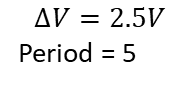 ΔV = 2.5V
Period = 5